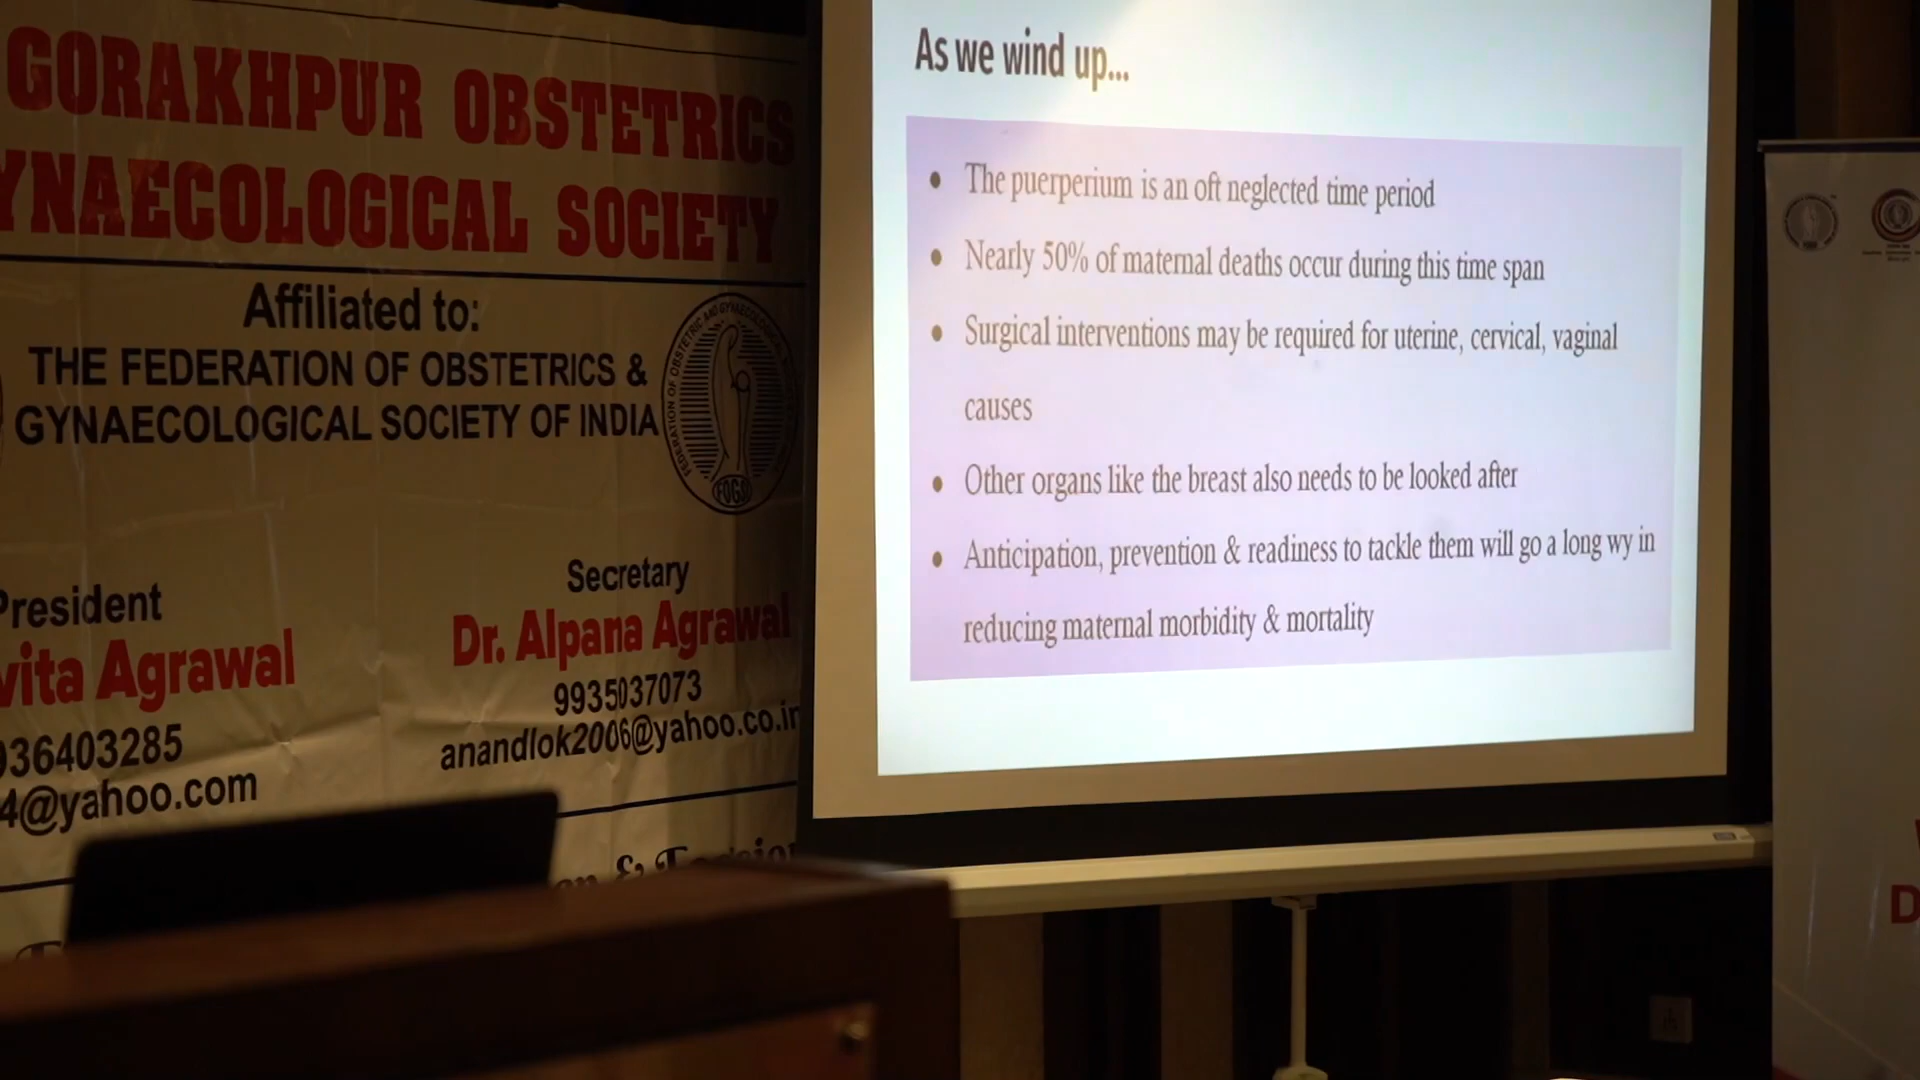 GORAKHPUR OBSTETRICS
YNAECOLOGICAL SOCIETY
Affiliated to:
THE FEDERATION OF OBSTETRICS &
GYNAECOLOGICAL SOCIETY OF INDIA
FOGSI
President
vita Agrawal
936403285
4@yahoo.com
Secretary
Dr. Alpana Agrawal
9935037073
anandlok2006@yahoo.co.in
As we wind up...
• The puerperium is an oft neglected time period
• Nearly 50% of maternal deaths occur during this time span
• Surgical interventions may be required for uterine, cervical, vaginal
causes
• Other organs like the breast also needs to be looked after
• Anticipation, prevention & readiness to tackle them will go a long wy in
reducing maternal morbidity & mortality
D